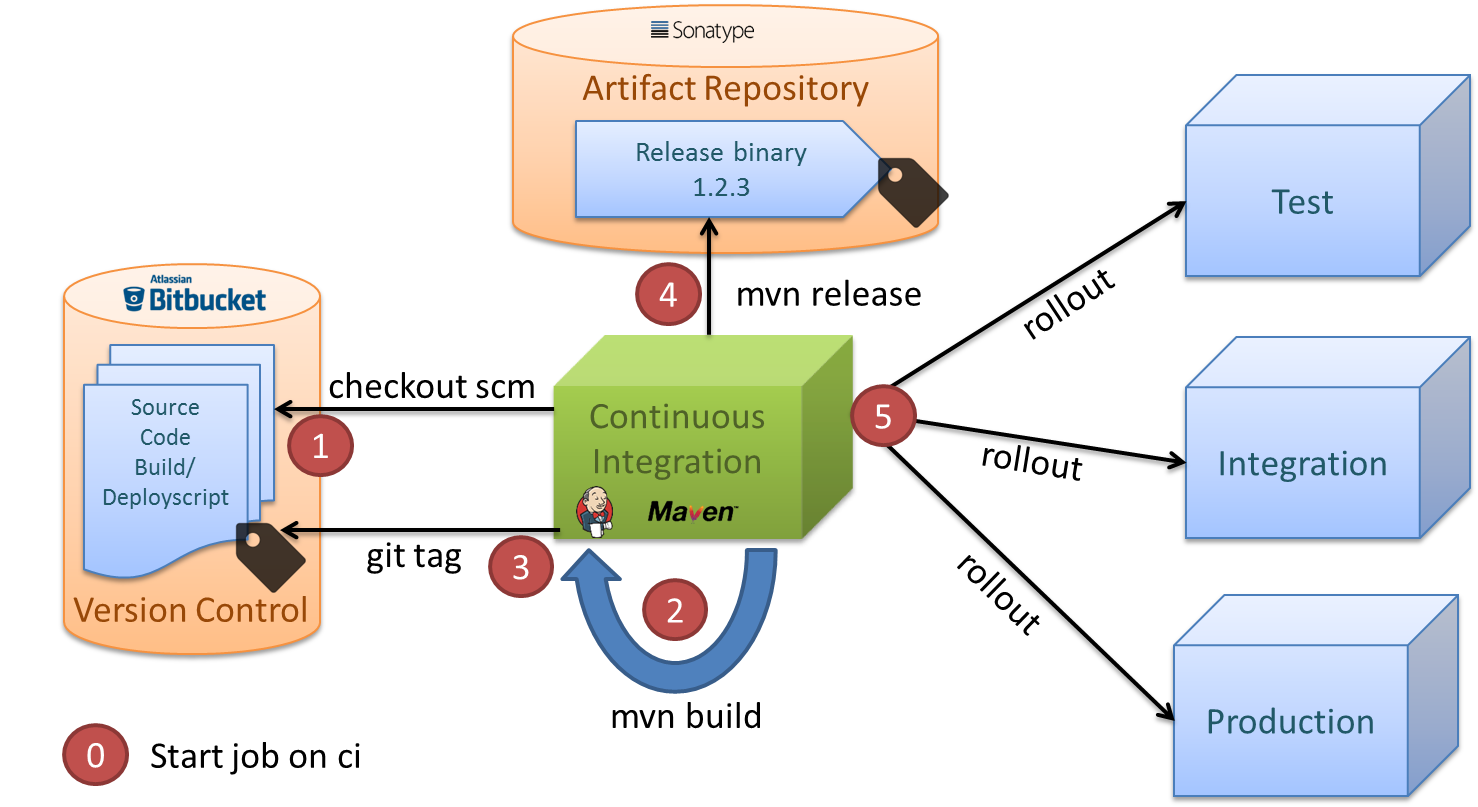 Sonatype
Artifact Repository
Release binary
1.2.3
4
mvn release
Atlassian
Bitbucket
Source
Code
Build/
Deployscript
Version Control
checkout scm
1
git tag
3
Continuous
Integration
Maven™
2
mvn build
5
rollout
Test
rollout
Integration
rollout
Production
0
Start job on ci